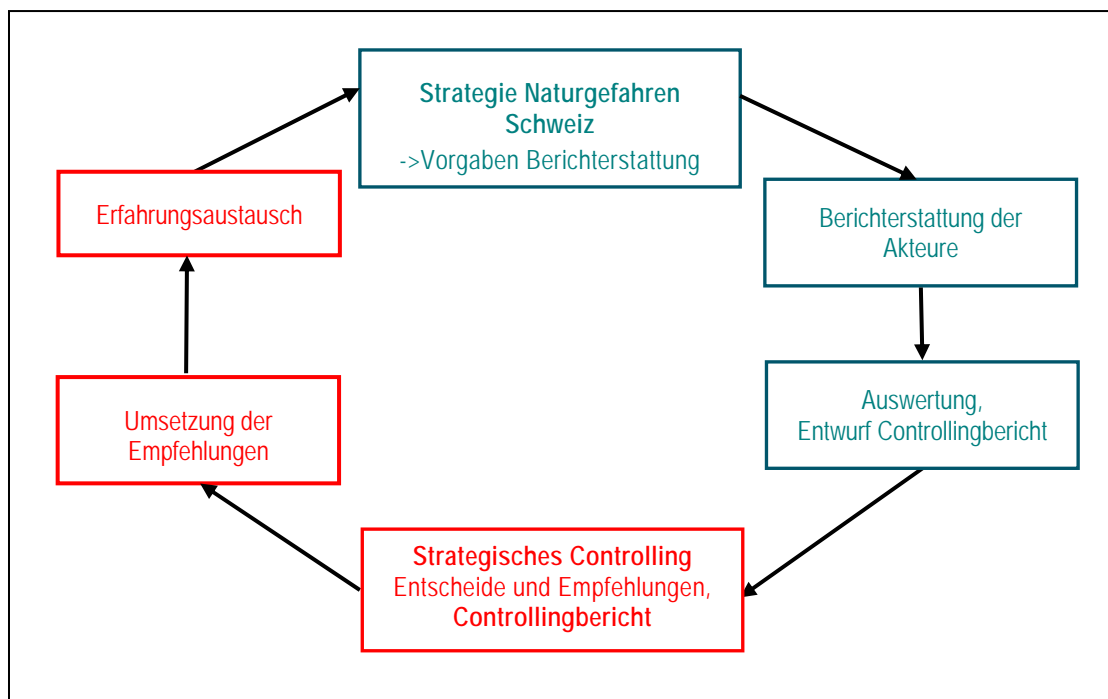 Strategie Naturgefahren
Schweiz
->Vorgaben Berichterstattung
Berichterstattung der
Akteure
Auswertung,
Entwurf Controllingbericht
Strategisches Controlling
Entscheide und Empfehlungen,
Controllingbericht
Umsetzung der
Empfehlungen
Erfahrungsaustausch